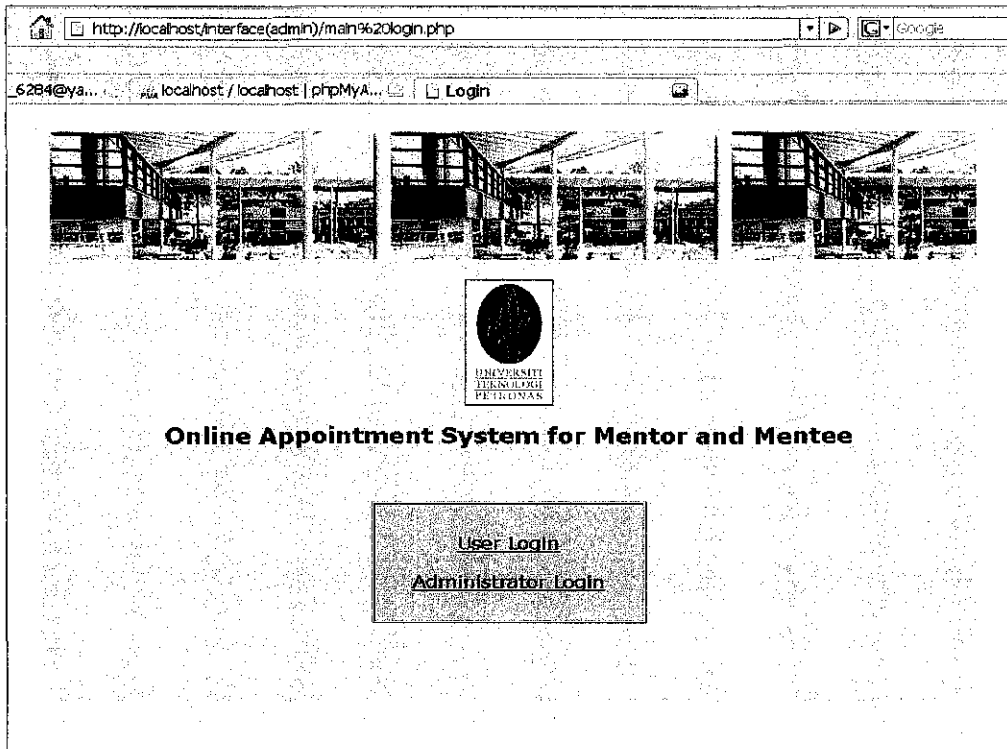 http://localhost/interface(admin)/main%20login.php
Google
_6284@ya... localhost / localhost | phpMyA... Login
UNIVERSITI
TEKNOLOGI
PETRONAS
Online Appointment System for Mentor and Mentee
User Login
Administrator Login